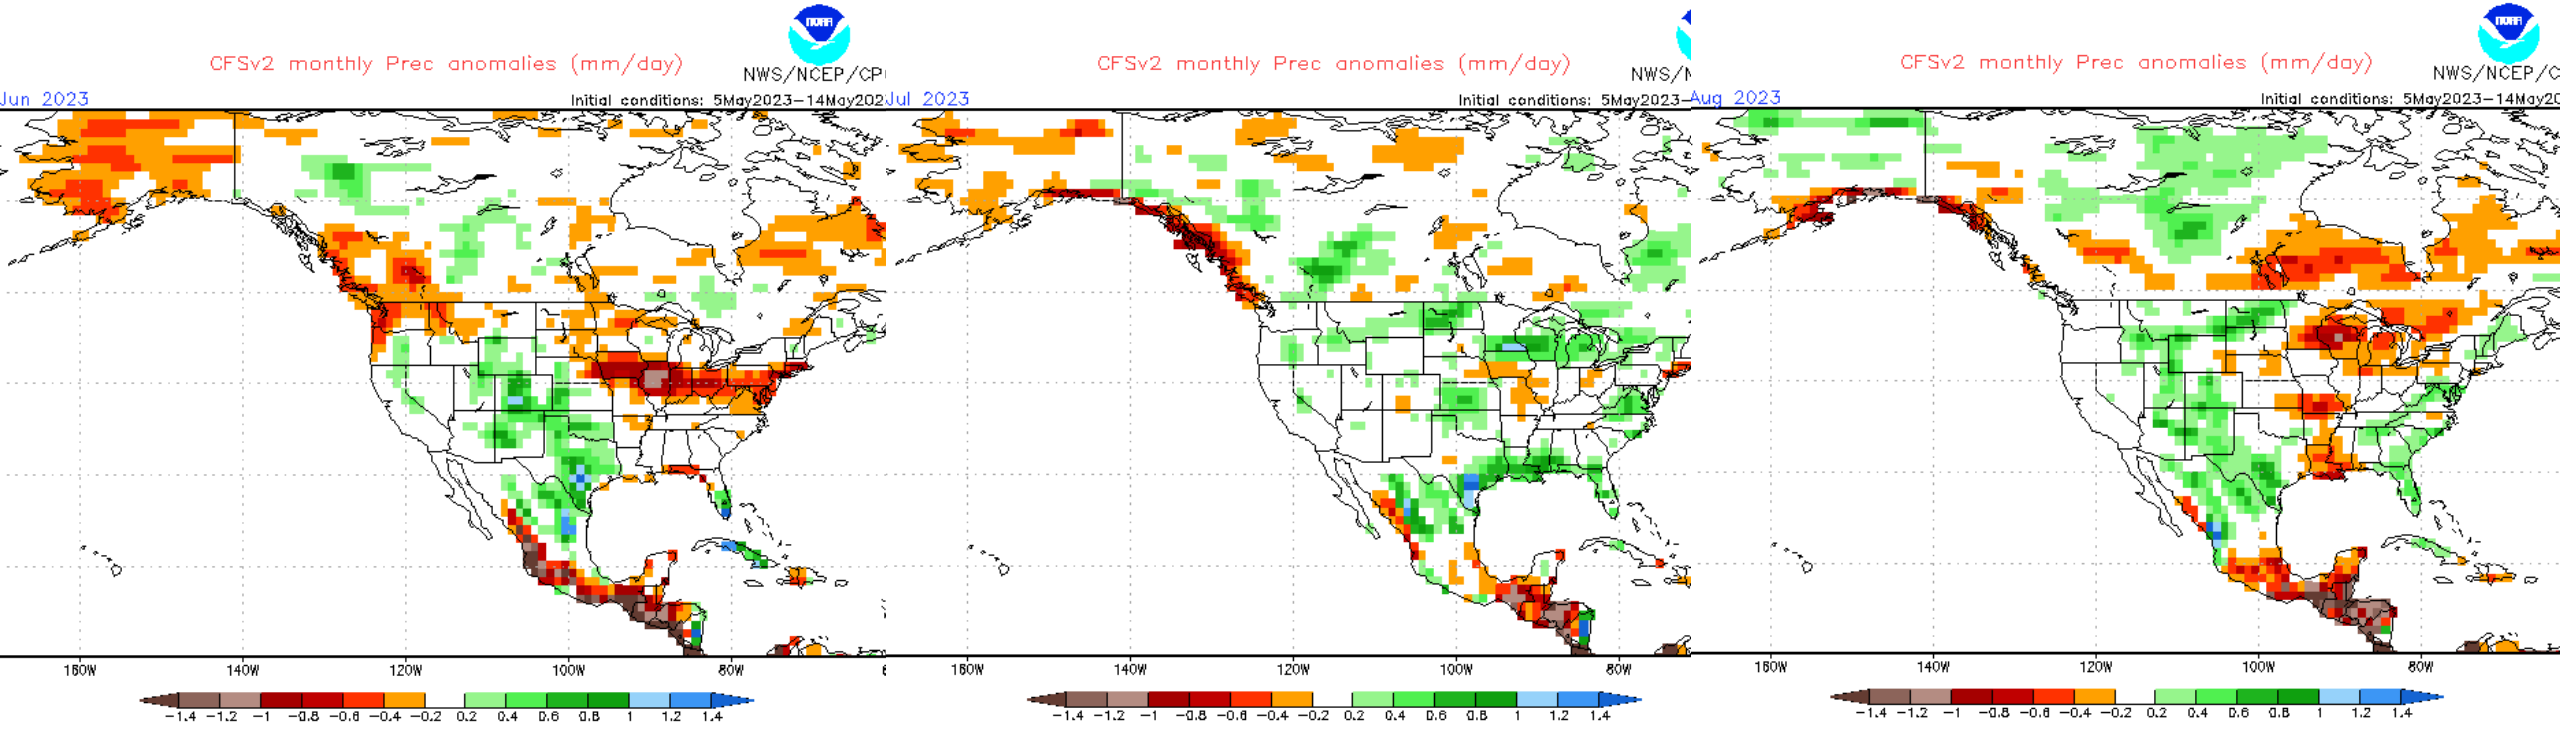 NOAA
CFSv2 monthly Prec anomalies (mm/day)
NWS/NCEP/CP
Jun 2023
Initial conditions: 5May2023-14May202
160W 140W 120W 100W 80W
-1.4 -1.2 -1 -0.8 -0.6 -0.4 -0.2 0.2 0.4 0.6 0.8 1 1.2 1.4
CFSv2 monthly Prec anomalies (mm/day)
NWS/N
Jul 2023
Initial conditions: 5May2023-
160W 140W 120W 100W 80W
-1.4 -1.2 -1 -0.8 -0.6 -0.4 -0.2 0.2 0.4 0.6 0.8 1 1.2 1.4
NOAA
CFSv2 monthly Prec anomalies (mm/day)
NWS/NCEP/C
Aug 2023
Initial conditions: 5May2023-14May20
160W 140W 120W 100W 80W
-1.4 -1.2 -1 -0.8 -0.6 -0.4 -0.2 0.2 0.4 0.6 0.8 1 1.2 1.4